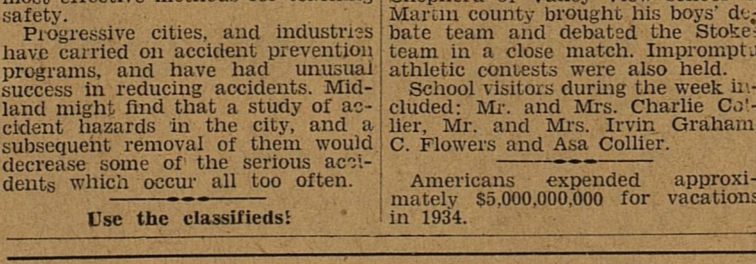 safety.
Progressive cities, and industries
have carried on accident prevention
programs, and have had unusual
success in reducing accidents. Mid-
land might find that a study of ac-
cident hazards in the city, and a
subsequent removal of them would
decrease some of the serious acci-
dents which occur all too often.
Use the classifieds!
Martin county brought his boys' de-
bate team and debated the Stokes
team in a close match. Impromptu
athletic contests were also held.
School visitors during the week in-
cluded: Mr. and Mrs. Charlie Col-
lier, Mr. and Mrs. Irvin Graham
C. Flowers and Asa Collier.
Americans expended approxi-
mately $5,000,000,000 for vacations
in 1934.